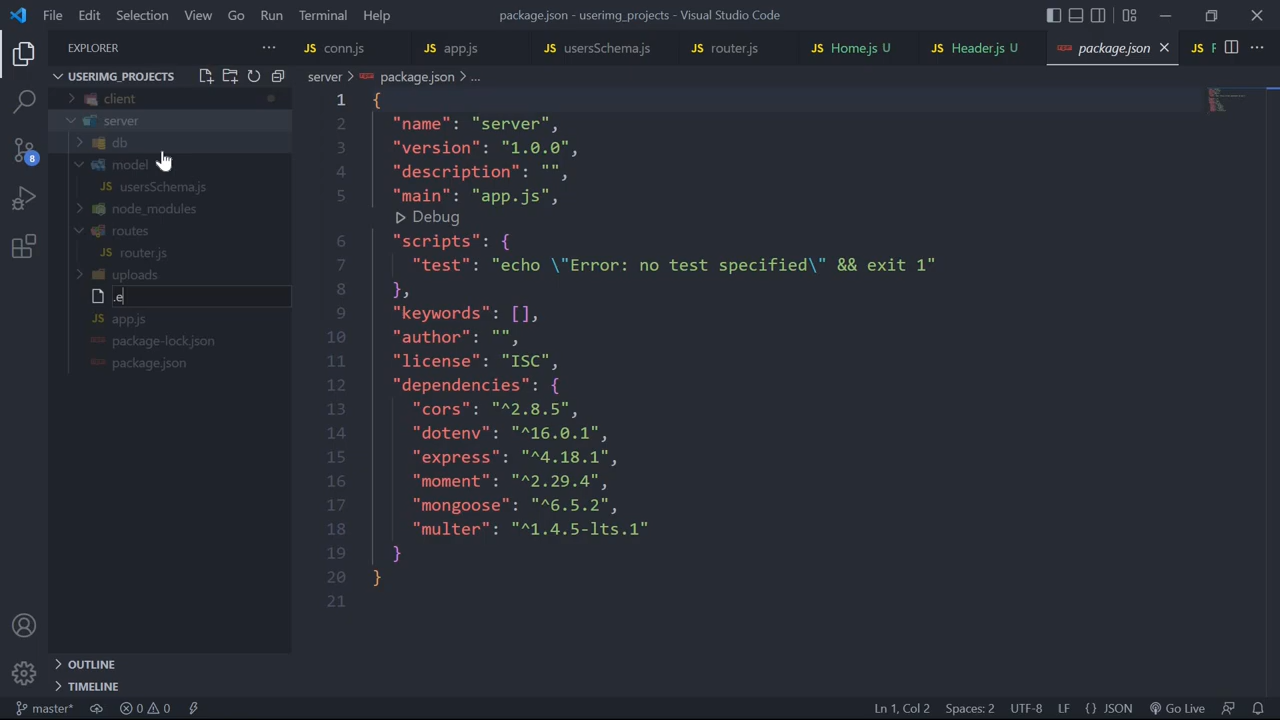 File Edit Selection View Go Run Terminal Help
package.json - userimg_projects - Visual Studio Code
EXPLORER
JS conn.js JS app.js JS usersSchema.js JS router.js JS Home.js U JS Header.js U package.json JS
USERIMG_PROJECTS
server > package.json > ...
client
server
db
model
JS usersSchema.js
node_modules
routes
JS router.js
uploads
.e
JS app.js
package-lock.json
package.json
OUTLINE
TIMELINE
8
1 {
2 "name": "server",
3 "version": "1.0.0",
4 "description": "",
5 "main": "app.js",
Debug
6 "scripts": {
7 "test": "echo \"Error: no test specified\" && exit 1"
8 },
9 "keywords": [],
10 "author": "",
11 "license": "ISC",
12 "dependencies": {
13 "cors": "^2.8.5",
14 "dotenv": "^16.0.1",
15 "express": "^4.18.1",
16 "moment": "^2.29.4",
17 "mongoose": "^6.5.2",
18 "multer": "^1.4.5-lts.1"
19 }
20 }
21
master* 0 0 Ln 1, Col 2 Spaces: 2 UTF-8 LF {} JSON Go Live